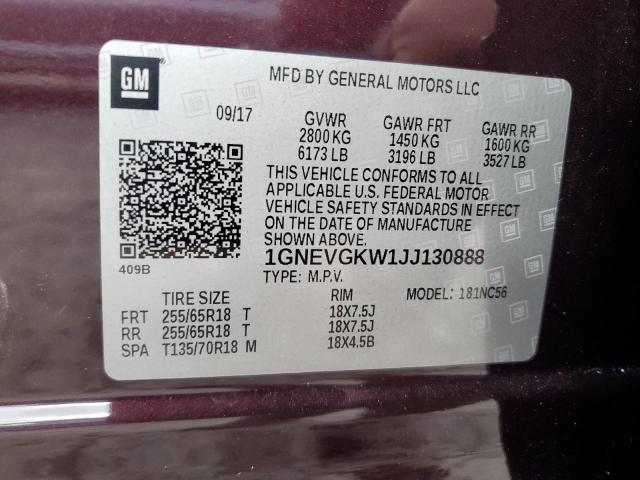 GM
MFD BY GENERAL MOTORS LLC
09/17 GVWR GAWR FRT GAWR RR
2800 KG 1450 KG 1600 KG
6173 LB 3196 LB 3527 LB
THIS VEHICLE CONFORMS TO ALL
APPLICABLE U.S. FEDERAL MOTOR
VEHICLE SAFETY STANDARDS IN EFFECT
ON THE DATE OF MANUFACTURE
SHOWN ABOVE.
409B 1GNEVGKW1JJ130888
TYPE: M.P.V.
TIRE SIZE RIM MODEL: 181NC56
FRT 255/65R18 T 18X7.5J
RR 255/65R18 T 18X7.5J
SPA T135/70R18 M 18X4.5B